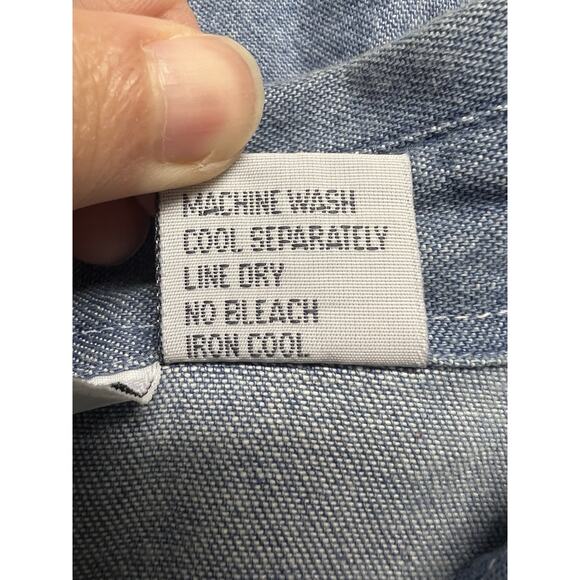 MACHINE WASH
COOL SEPARATELY
LINE DRY
NO BLEACH
IRON COOL